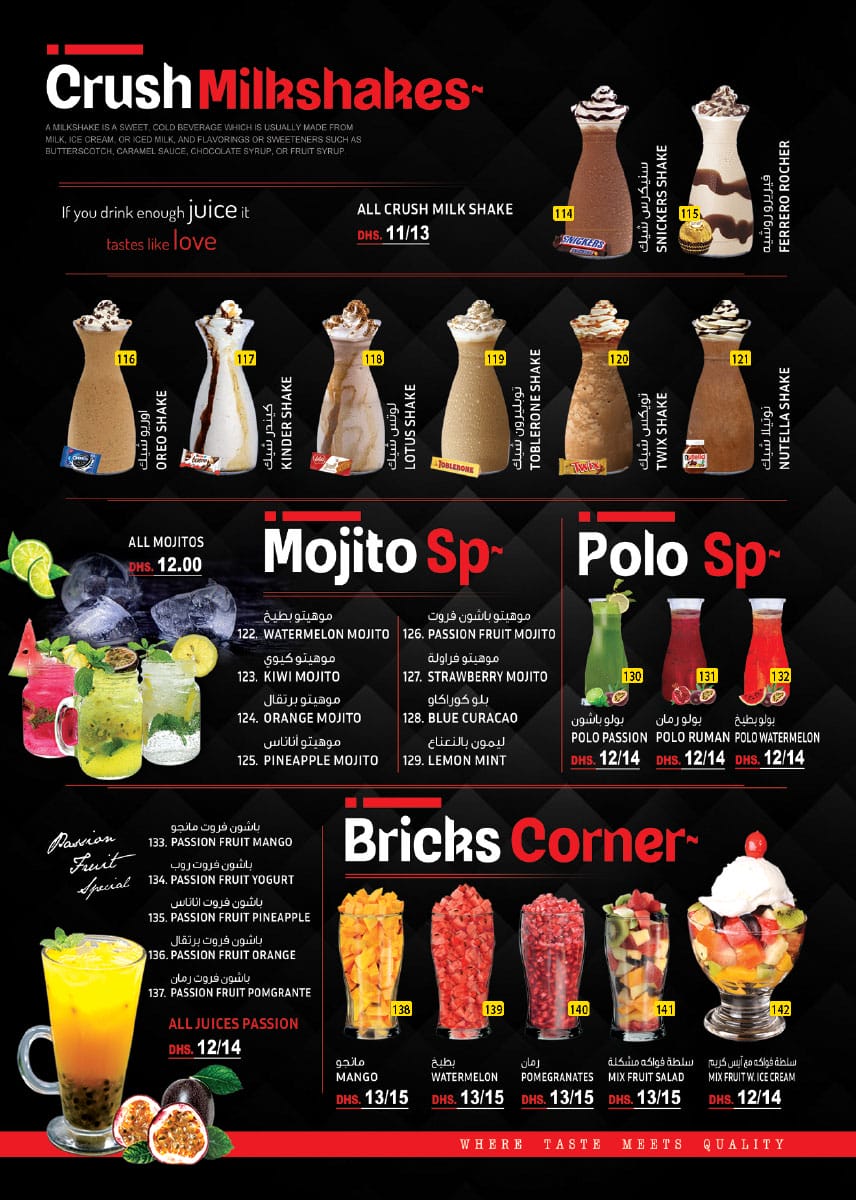 Crush Milkshakes~
A MILKSHAKE IS A SWEET, COLD BEVERAGE WHICH IS USUALLY MADE FROM
MILK, ICE CREAM, OR ICED MILK, AND FLAVORINGS OR SWEETENERS SUCH AS
BUTTERSCOTCH, CARAMEL SAUCE, CHOCOLATE SYRUP, OR FRUIT SYRUP.
If you drink enough juice it
tastes like love
ALL CRUSH MILK SHAKE
DHS. 11/13
114
SNICKERS
سنيكرس شيك
SNICKERS SHAKE
115
فيريرو روشيه
FERRERO ROCHER
116
اوريو شيك
OREO SHAKE
117
كيندر شيك
KINDER SHAKE
118
لوتس شيك
LOTUS SHAKE
119
TOBLERONE
توبليرون شيك
TOBLERONE SHAKE
120
TWIX
تويكس شيك
TWIX SHAKE
121
nutella
نوتيلا شيك
NUTELLA SHAKE
ALL MOJITOS
DHS. 12.00
Mojito Sp~
موهيتو بطيخ
122. WATERMELON MOJITO
موهيتو كيوي
123. KIWI MOJITO
موهيتو برتقال
124. ORANGE MOJITO
موهيتو أناناس
125. PINEAPPLE MOJITO
موهيتو باشون فروت
126. PASSION FRUIT MOJITO
موهيتو فراولة
127. STRAWBERRY MOJITO
بلو كوراكاو
128. BLUE CURACAO
ليمون بالنعناع
129. LEMON MINT
Polo Sp~
130
بولو باشون
POLO PASSION
DHS. 12/14
131
بولو رمان
POLO RUMAN
DHS. 12/14
132
بولو بطيخ
POLO WATERMELON
DHS. 12/14
Passion
Fruit
Special
باشون فروت مانجو
133. PASSION FRUIT MANGO
باشون فروت روب
134. PASSION FRUIT YOGURT
باشون فروت اناناس
135. PASSION FRUIT PINEAPPLE
باشون فروت برتقال
136. PASSION FRUIT ORANGE
باشون فروت رمان
137. PASSION FRUIT POMGRANTE
ALL JUICES PASSION
DHS. 12/14
Bricks Corner~
138
مانجو
MANGO
DHS. 13/15
139
بطيخ
WATERMELON
DHS. 13/15
140
رمان
POMEGRANATES
DHS. 13/15
141
سلطة فواكه مشكلة
MIX FRUIT SALAD
DHS. 13/15
142
سلطة فواكه مع آيس كريم
MIX FRUIT W. ICE CREAM
DHS. 12/14
WHERE TASTE MEETS QUALITY